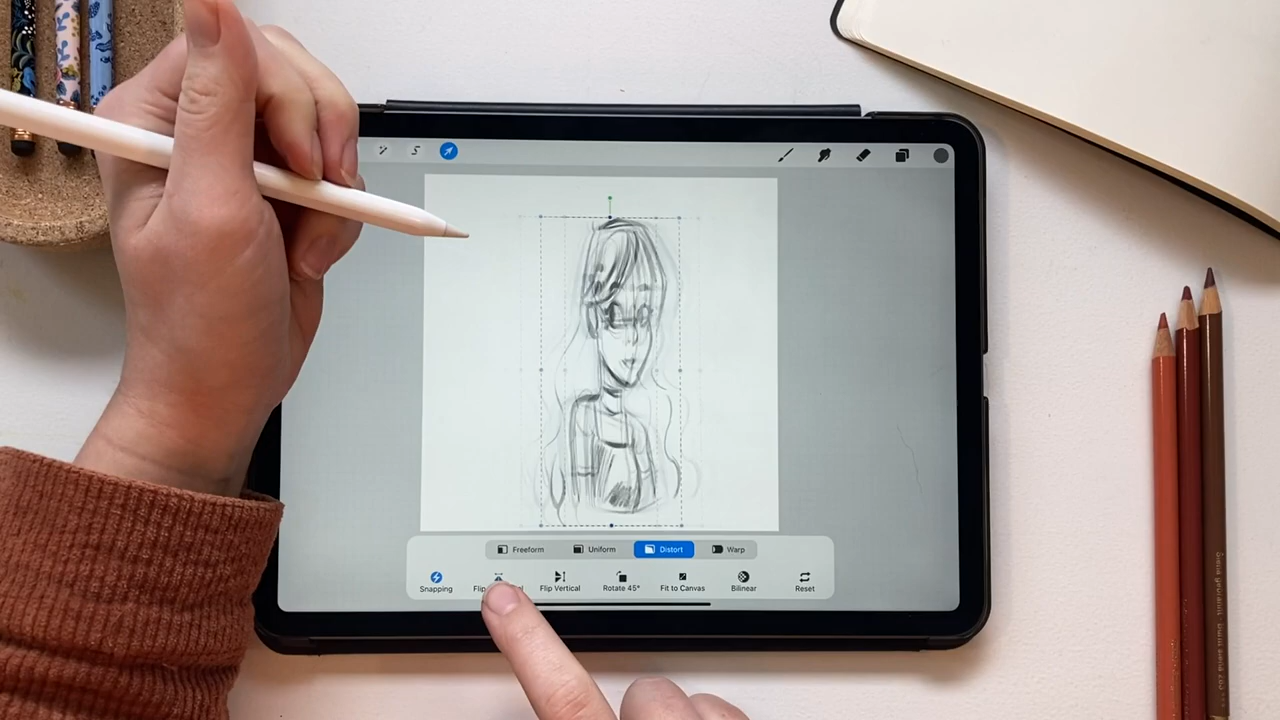 Freeform Uniform Distort Warp
Snapping Flip Vertical Rotate 45° Fit to Canvas Bilinear Reset